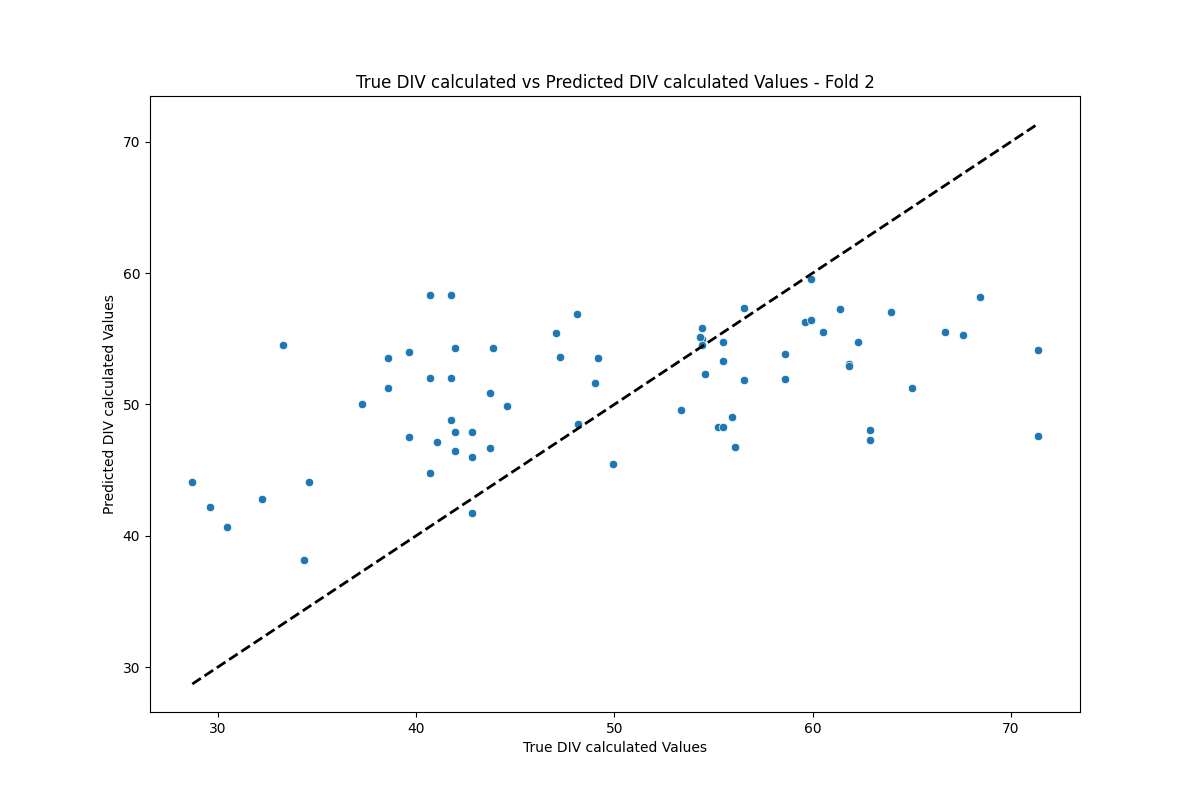 True DIV calculated vs Predicted DIV calculated Values - Fold 2
Predicted DIV calculated Values
70
60
50
40
30
30 40 50 60 70
True DIV calculated Values